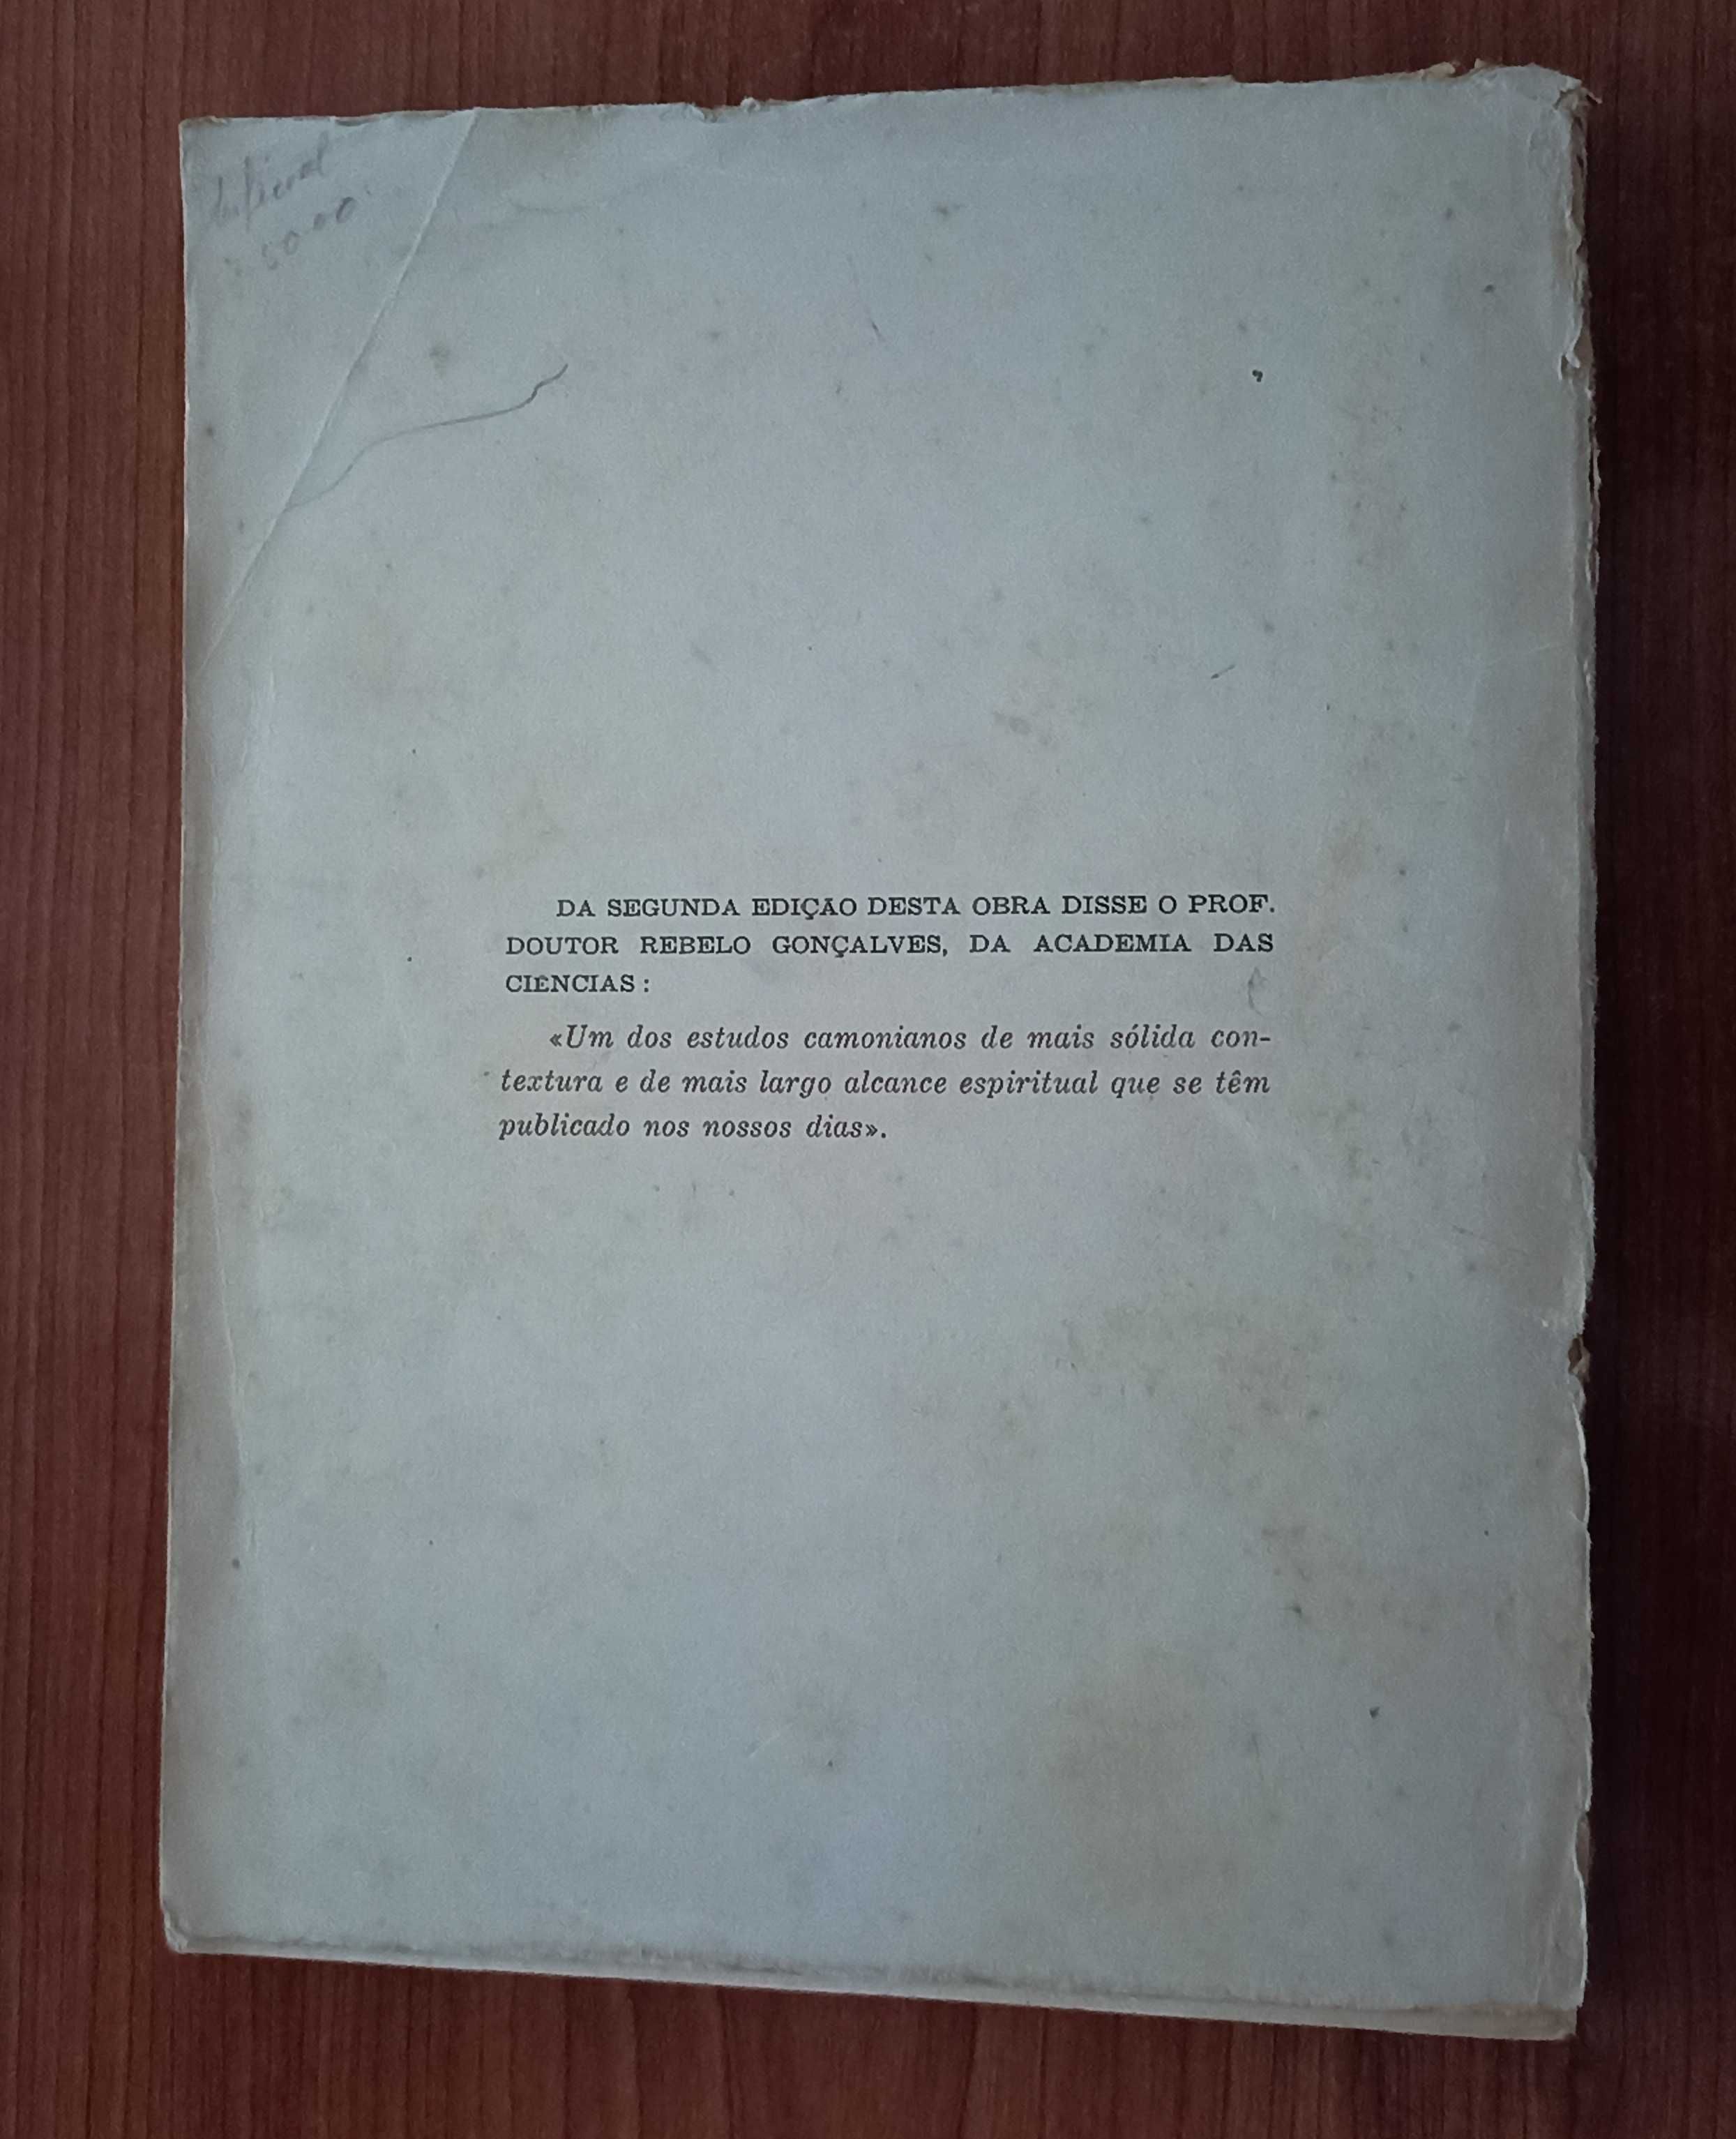 DA SEGUNDA EDIÇÃO DESTA OBRA DISSE O PROF.
DOUTOR REBELO GONÇALVES, DA ACADEMIA DAS
CIÊNCIAS:
«Um dos estudos camonianos de mais sólida con-
textura e de mais largo alcance espiritual que se têm
publicado nos nossos dias».